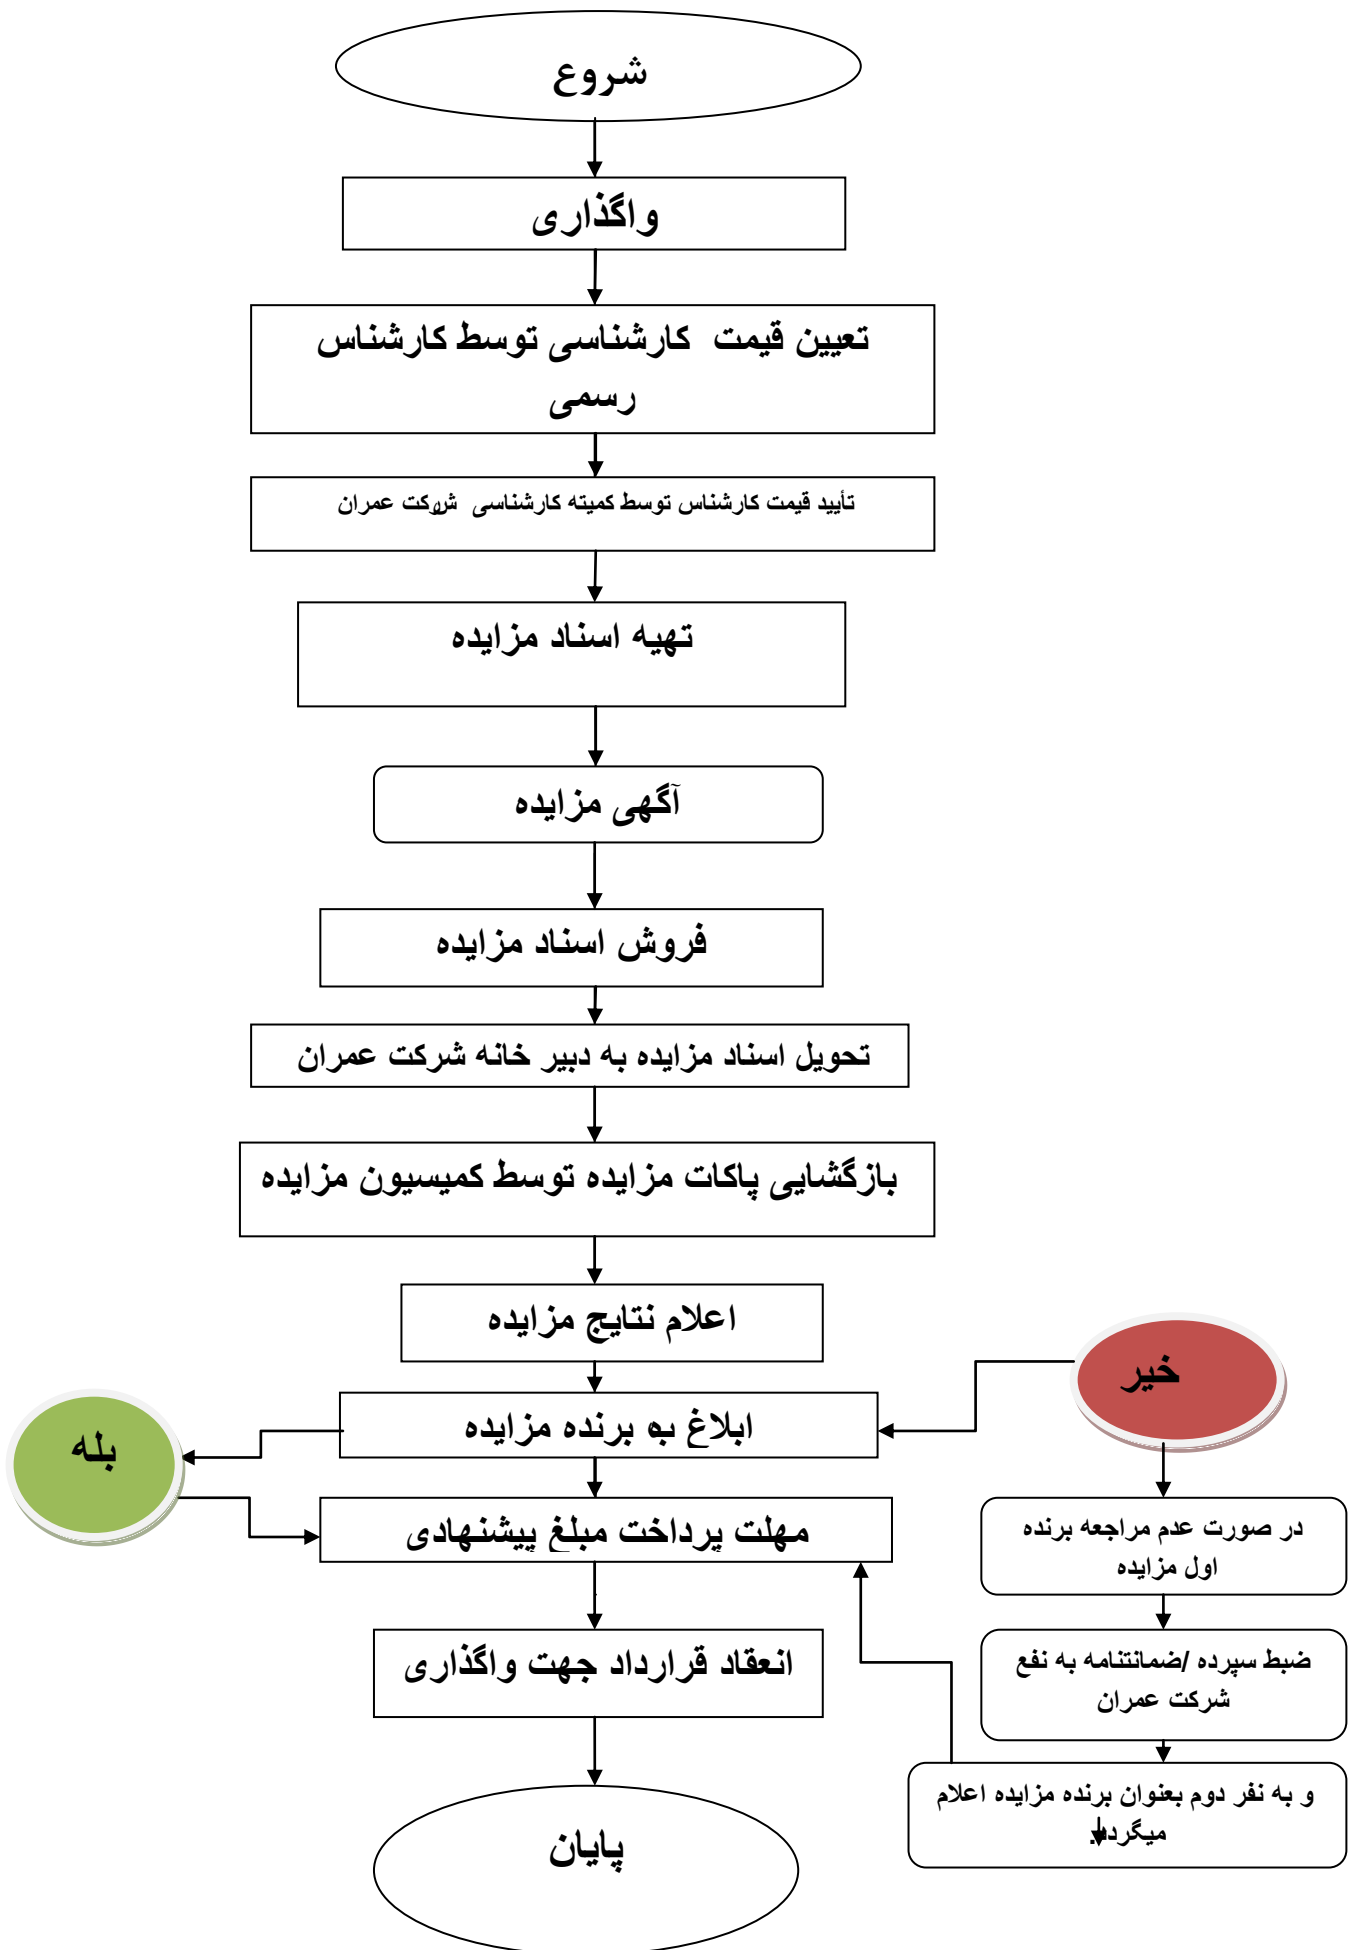 شروع
واگذاری
تعیین قیمت کارشناسی توسط کارشناس
رسمی
تأیید قیمت کارشناس توسط کمیته کارشناسی شرکت عمران
تهیه اسناد مزایده
آگهی مزایده
فروش اسناد مزایده
تحویل اسناد مزایده به دبیر خانه شرکت عمران
بازگشایی پاکات مزایده توسط کمیسیون مزایده
اعلام نتایج مزایده
خیر
ابلاغ به برنده مزایده
بله
مهلت پرداخت مبلغ پیشنهادی
در صورت عدم مراجعه برنده
اول مزایده
انعقاد قرارداد جهت واگذاری
ضبط سپرده /ضمانتنامه به نفع
شرکت عمران
و به نفر دوم بعنوان برنده مزایده اعلام
میگردد.
پایان